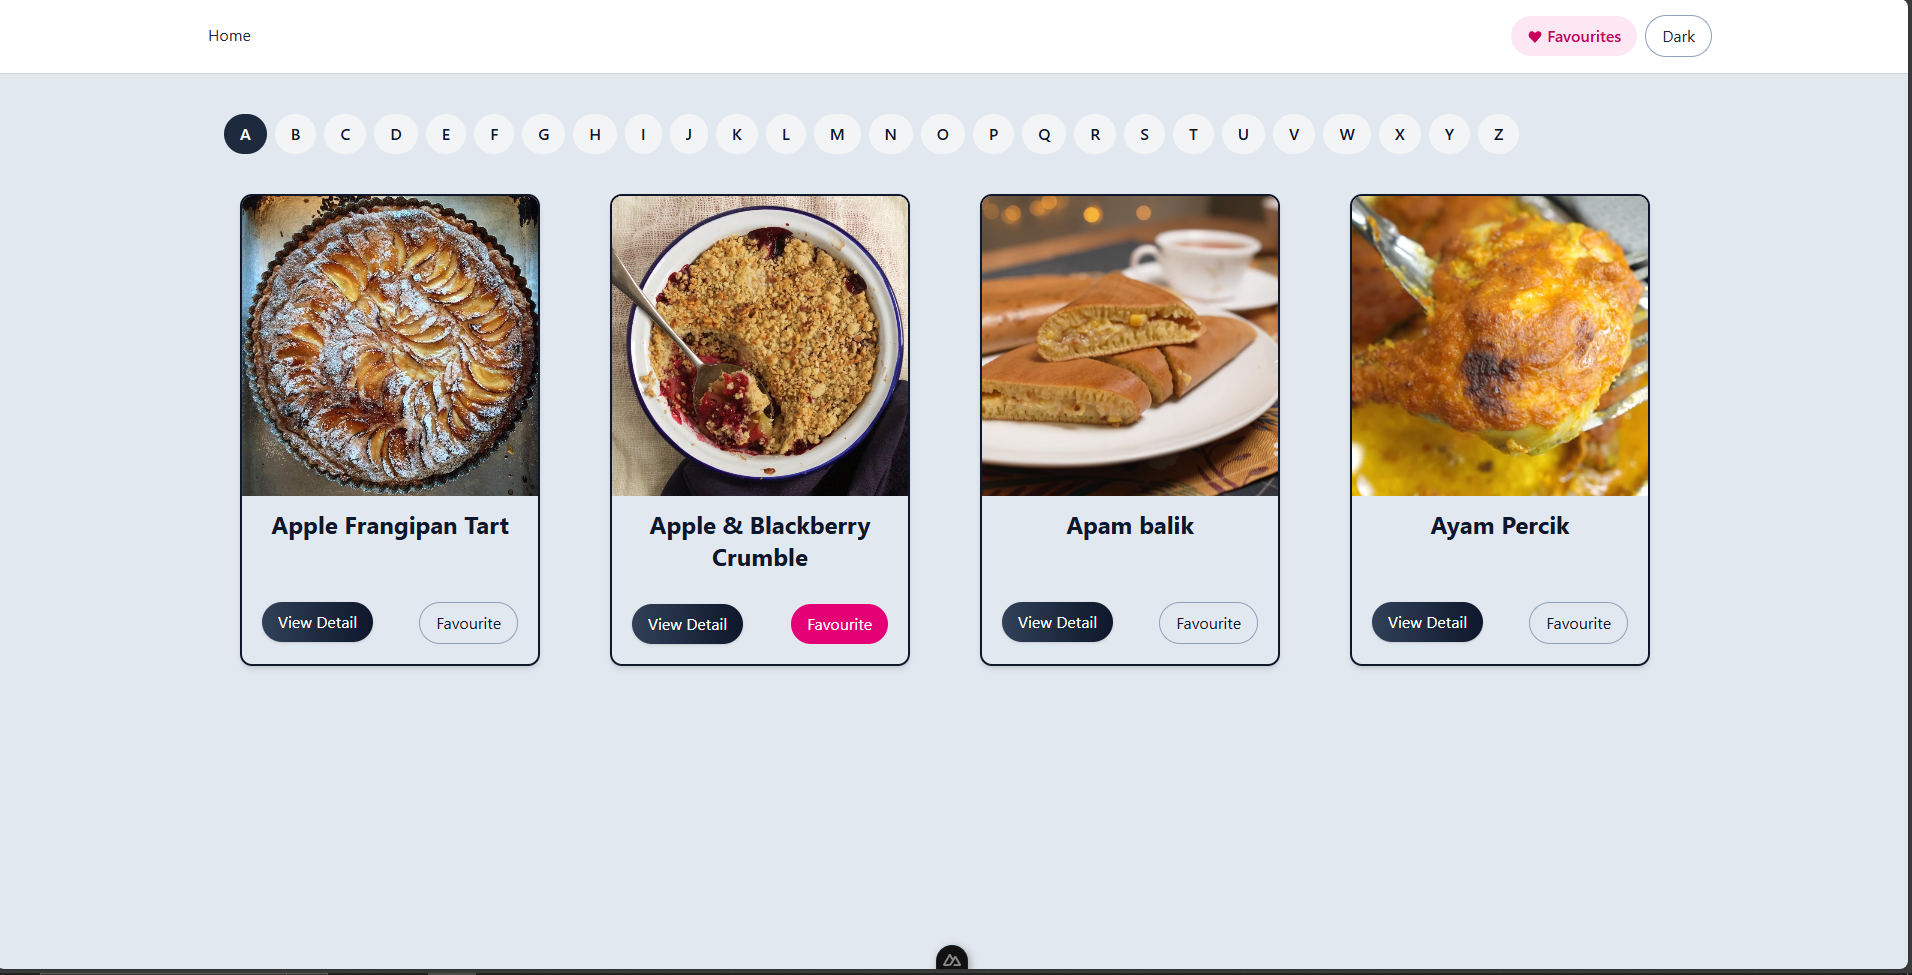 Home
Favourites
Dark
A B C D E F G H I J K L M N O P Q R S T U V W X Y Z
Apple Frangipan Tart
View Detail Favourite
Apple & Blackberry
Crumble
View Detail Favourite
Apam balik
View Detail Favourite
Ayam Percik
View Detail Favourite